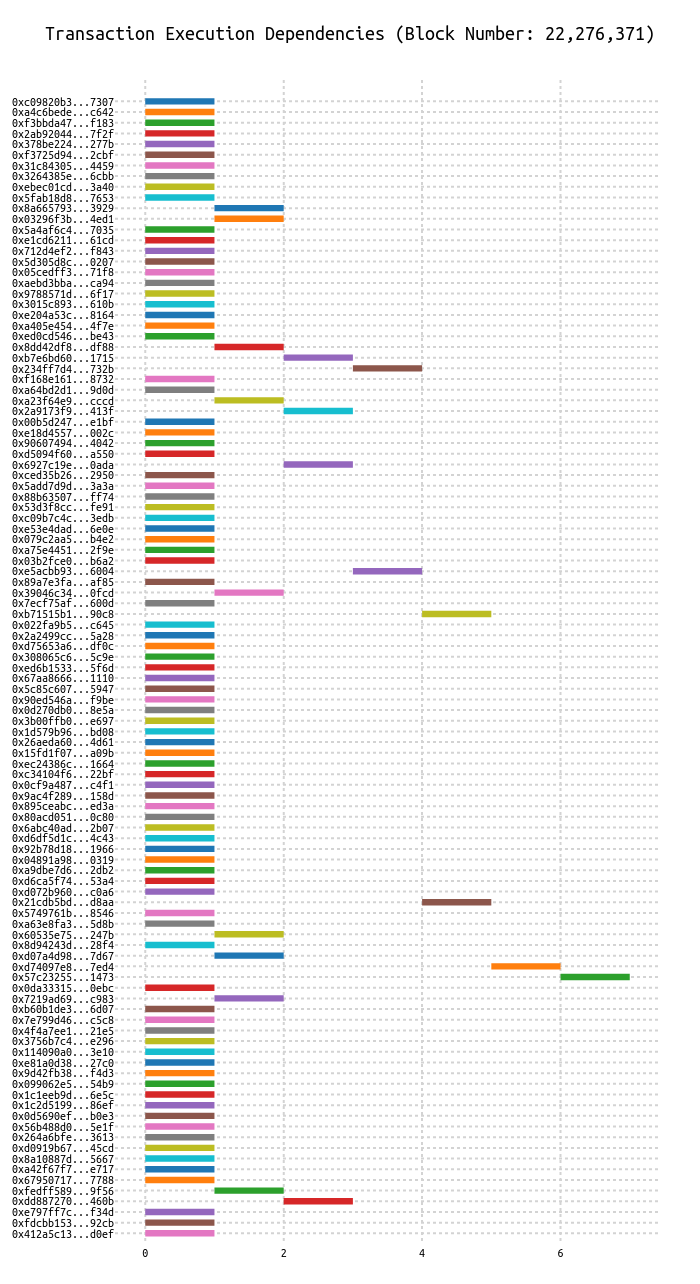 Transaction Execution Dependencies (Block Number: 22,276,371)
0xc09820b3...7307
0xa4c6bede...c642
0xf3bbda47...f183
0x2ab92044...7f2f
0x378be224...277b
0xf3725d94...2cbf
0x31c84305...4459
0x3264385e...6cbb
0xebec01cd...3a40
0x5fab18d8...7653
0x8a665793...3929
0x03296f3b...4ed1
0x5a4af6c4...7035
0xe1cd6211...61cd
0x712d4ef2...f843
0x5d305d8c...0207
0x05cedff3...71f8
0xaebd3bba...ca94
0x9788571d...6f17
0x3015c893...610b
0xe204a53c...8164
0xa405e454...4f7e
0xed0cd546...be43
0x8dd42df8...df88
0xb7e6bd60...1715
0x234ff7d4...732b
0xf168e161...8732
0xa64bd2d1...9d0d
0xa23f64e9...cccd
0x2a9173f9...413f
0x00b5d247...e1bf
0xe18d4557...002c
0x90607494...4042
0xd5094f60...a550
0x6927c19e...0ada
0xced35b26...2950
0x5add7d9d...3a3a
0x88b63507...ff74
0x53d3f8cc...fe91
0xc09b7c4c...3edb
0xe53e4dad...6e0e
0x079c2aa5...b4e2
0xa75e4451...2f9e
0x03b2fce0...b6a2
0xe5acbb93...6004
0x89a7e3fa...af85
0x39046c34...0fcd
0x7ecf75af...600d
0xb71515b1...90c8
0x022fa9b5...c645
0x2a2499cc...5a28
0xd75653a6...df0c
0x308065c6...5c9e
0xed6b1533...5f6d
0x67aa8666...1110
0x5c85c607...5947
0x90ed546a...f9be
0x0d270db0...8e5a
0x3b00ffb0...e697
0x1d579b96...bd08
0x26aeda60...4d61
0x15fd1f07...a09b
0xec24386c...1664
0xc34104f6...22bf
0x0cf9a487...c4f1
0x9ac4f289...158d
0x895ceabc...ed3a
0x80acd051...0c80
0x6abc40ad...2b07
0xd6df5d1c...4c43
0x92b78d18...1966
0x04891a98...0319
0xa9dbe7d6...2db2
0xd6ca5f74...53a4
0xd072b960...c0a6
0x21cdb5bd...d8aa
0x5749761b...8546
0xa63e8fa3...5d8b
0x60535e75...247b
0x8d94243d...28f4
0xd07a4d98...7d67
0xd74097e8...7ed4
0x57c23255...1473
0x0da33315...0ebc
0x7219ad69...c983
0xb60b1de3...6d07
0x7e799d46...c5c8
0x4f4a7ee1...21e5
0x3756b7c4...e296
0x114090a0...3e10
0xe81a0d38...27c0
0x9d42fb38...f4d3
0x099062e5...54b9
0x1c1eeb9d...6e5c
0x1c2d5199...86ef
0x0d5690ef...b0e3
0x56b488d0...5e1f
0x264a6bfe...3613
0xd0919b67...45cd
0x8a10887d...5667
0xa42f67f7...e717
0x67950717...7788
0xfedff589...9f56
0xdd887270...460b
0xe797ff7c...f34d
0xfdcbb153...92cb
0x412a5c13...d0ef
0 2 4 6